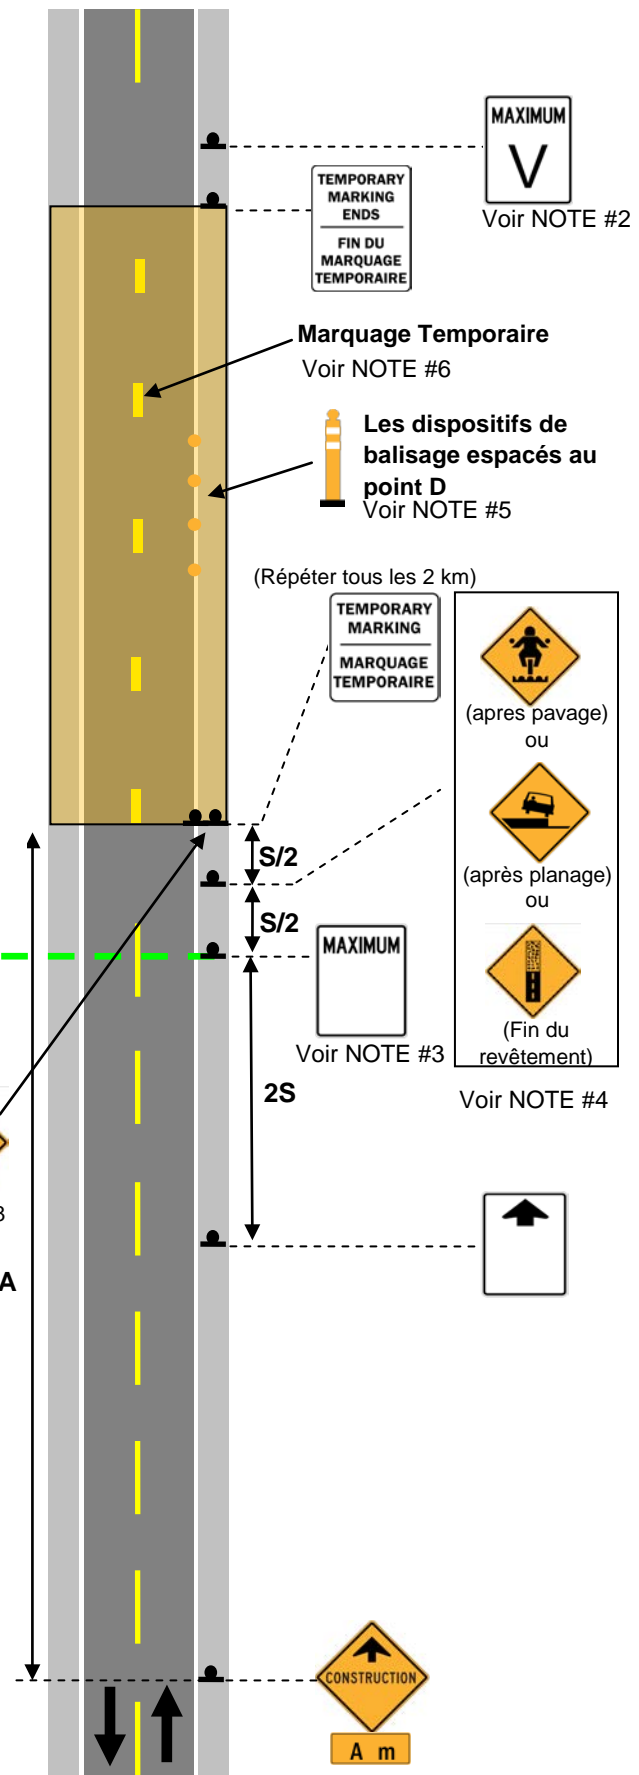 MAXIMUM
V
Voir NOTE #2
TEMPORARY
MARKING
ENDS
FIN DU
MARQUAGE
TEMPORAIRE
Marquage Temporaire
Voir NOTE #6
Les dispositifs de
balisage espacés au
point D
Voir NOTE #5
(Répéter tous les 2 km)
TEMPORARY
MARKING
MARQUAGE
TEMPORAIRE
(apres pavage)
ou
(après planage)
ou
(Fin du
revêtement)
Voir NOTE #4
S/2
S/2
MAXIMUM
Voir NOTE #3
2S
3
A
CONSTRUCTION
A m